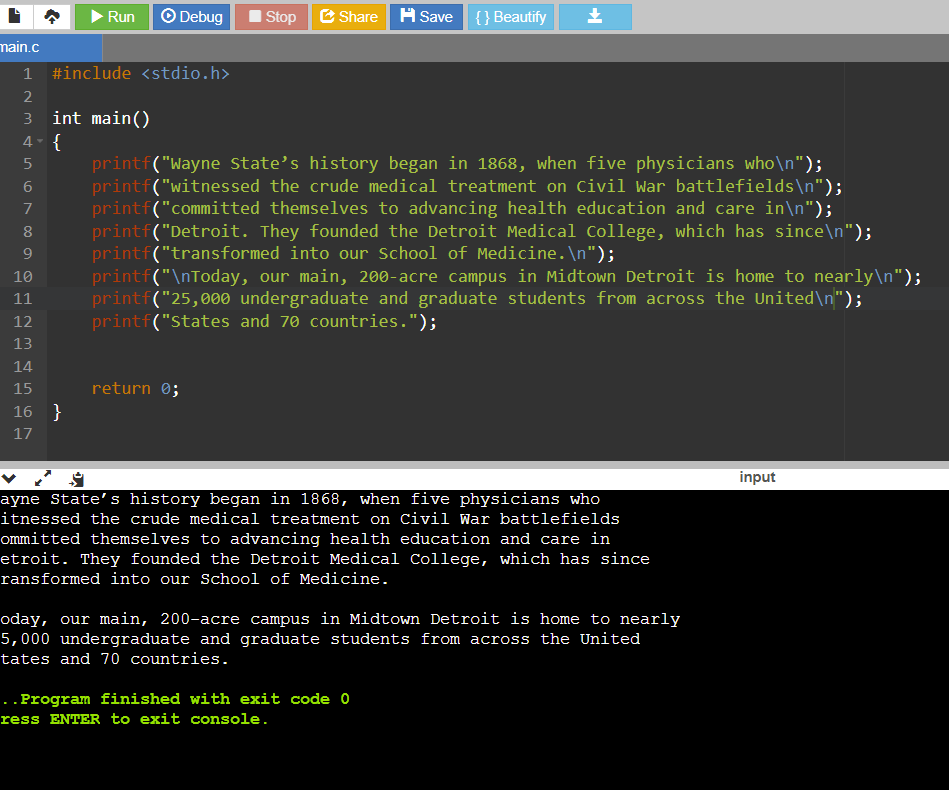 Run Debug Stop Share Save { } Beautify
main.c
1 #include <stdio.h>
2
3 int main()
4 {
5 printf("Wayne State’s history began in 1868, when five physicians who\n");
6 printf("witnessed the crude medical treatment on Civil War battlefields\n");
7 printf("committed themselves to advancing health education and care in\n");
8 printf("Detroit. They founded the Detroit Medical College, which has since\n");
9 printf("transformed into our School of Medicine.\n");
10 printf("\nToday, our main, 200-acre campus in Midtown Detroit is home to nearly\n");
11 printf("25,000 undergraduate and graduate students from across the United\n");
12 printf("States and 70 countries.");
13
14
15 return 0;
16 }
17
input
ayne State’s history began in 1868, when five physicians who
itnessed the crude medical treatment on Civil War battlefields
ommitted themselves to advancing health education and care in
etroit. They founded the Detroit Medical College, which has since
ransformed into our School of Medicine.
oday, our main, 200-acre campus in Midtown Detroit is home to nearly
5,000 undergraduate and graduate students from across the United
tates and 70 countries.
..Program finished with exit code 0
ress ENTER to exit console.